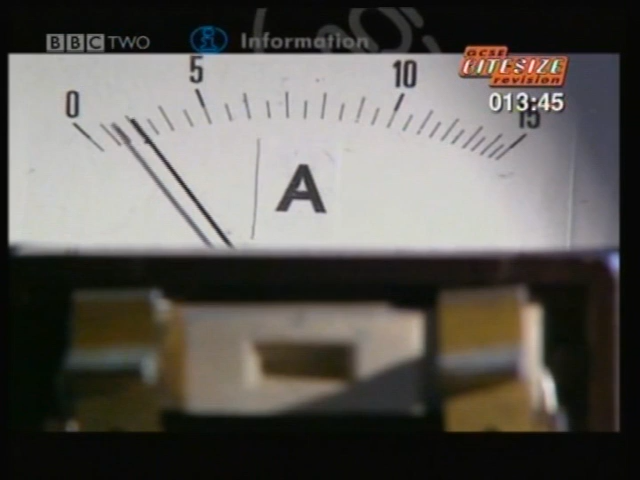 BBC TWO
Information
GCSE
BITESIZE
revision
013:45
0 5 10 15
A